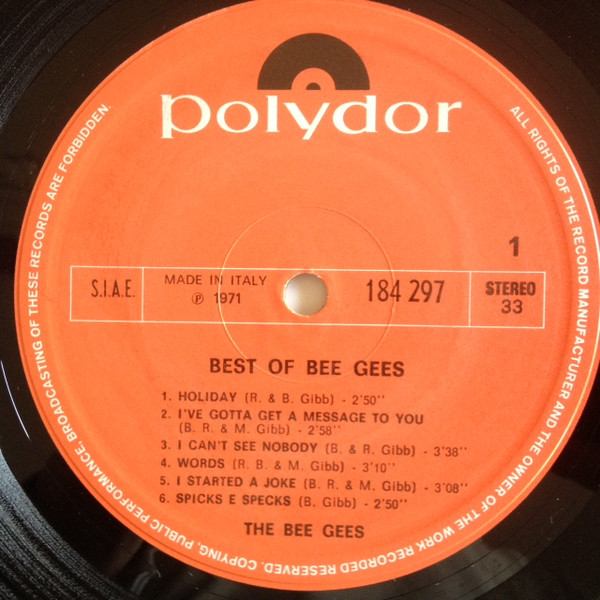 polydor
1
S.I.A.E.
MADE IN ITALY
℗ 1971
184 297
STEREO
33
BEST OF BEE GEES
1. HOLIDAY (R. & B. Gibb) - 2'50''
2. I'VE GOTTA GET A MESSAGE TO YOU
(B. R. & M. Gibb) - 2'58''
3. I CAN'T SEE NOBODY (B. & R. Gibb) - 3'38''
4. WORDS (R. B. & M. Gibb) - 3'10''
5. I STARTED A JOKE (B. R. & M. Gibb) - 3'08''
6. SPICKS E SPECKS (B. Gibb) - 2'50''
THE BEE GEES
ALL RIGHTS OF THE RECORD MANUFACTURER AND THE OWNER OF THE WORK RECORDED RESERVED. COPYING, PUBLIC PERFORMANCE, BROADCASTING OF THESE RECORDS ARE FORBIDDEN.